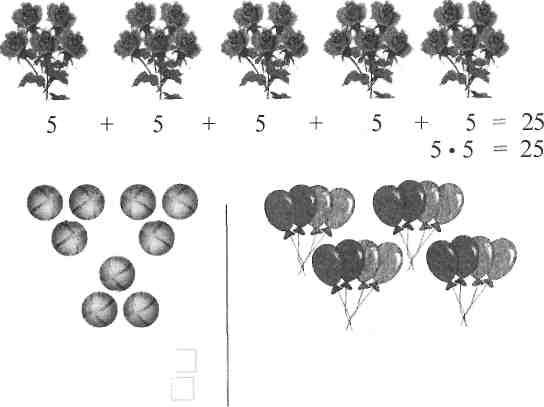 5 + 5 + 5 + 5 + 5 = 25
5 • 5 = 25